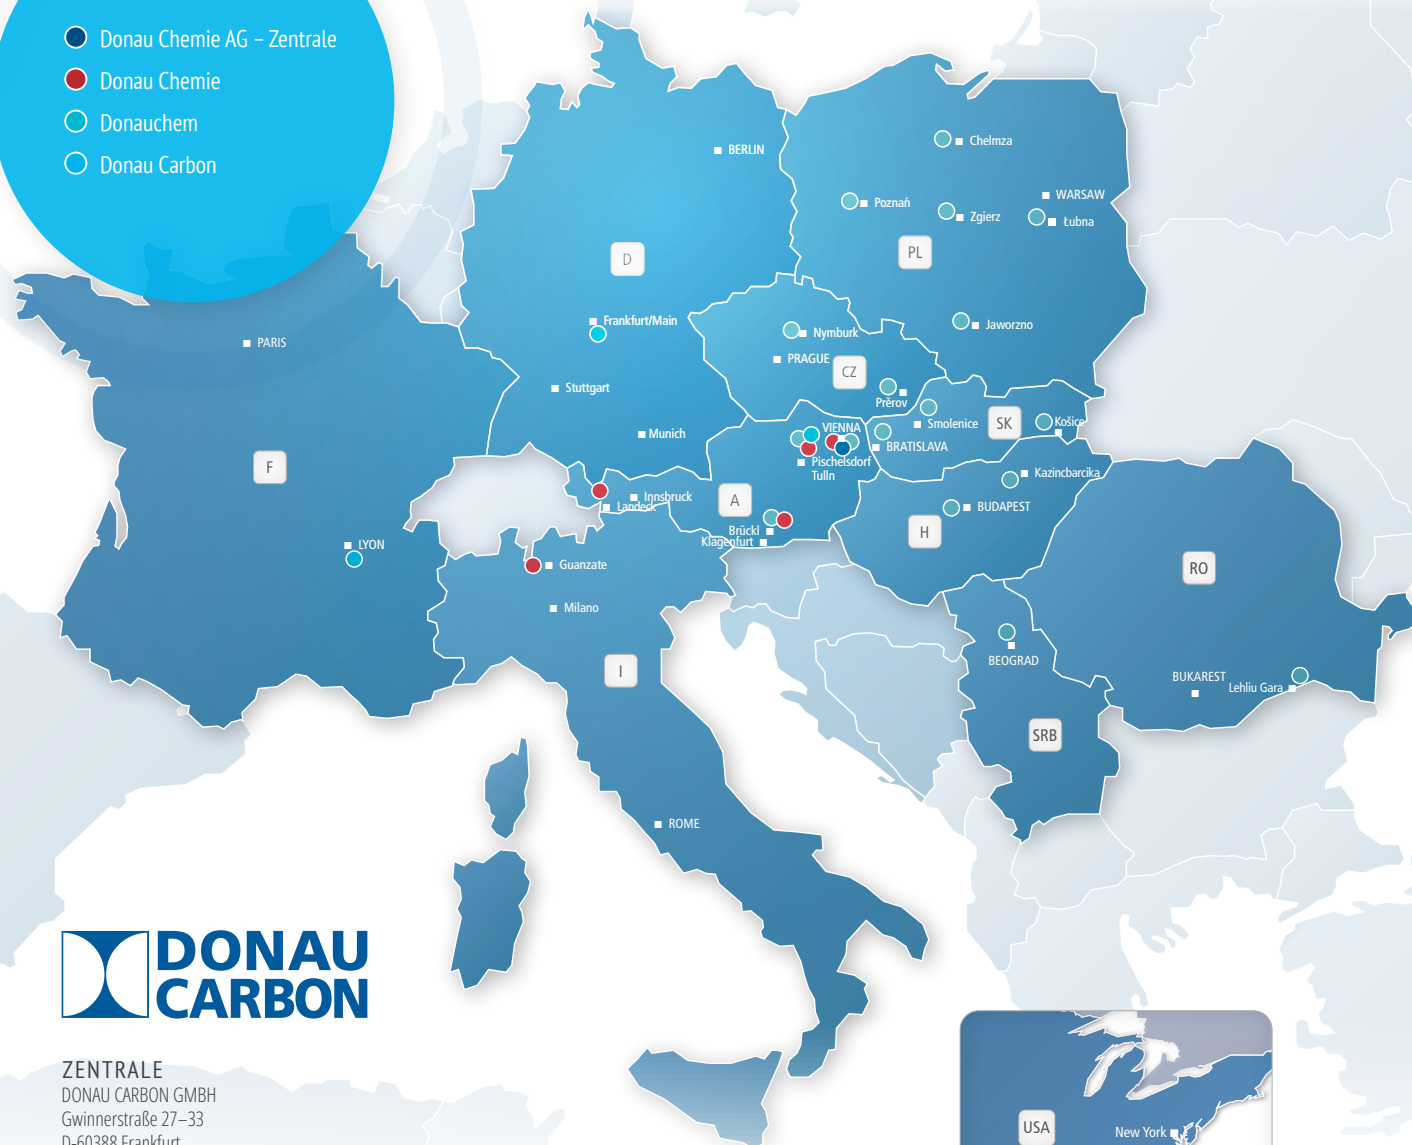 Donau Chemie AG – Zentrale
Donau Chemie
Donauchem
Donau Carbon
BERLIN
Chelmza
WARSAW
Poznań
Zgierz
Łubna
D
PL
Frankfurt/Main
Jaworzno
Nymburk
PARIS
PRAGUE
CZ
Stuttgart
Prěrov
Smolenice
SK
Košice
VIENNA
Munich
BRATISLAVA
Pischelsdorf
Tulln
F
Kazincbarcika
Innsbruck
Landeck
A
BUDAPEST
Brückl
Klagenfurt
H
LYON
Guanzate
RO
Milano
BEOGRAD
I
BUKAREST
Lehliu Gara
SRB
ROME
DONAU
CARBON
ZENTRALE
DONAU CARBON GMBH
Gwinnerstraße 27–33
D-60388 Frankfurt
USA
New York